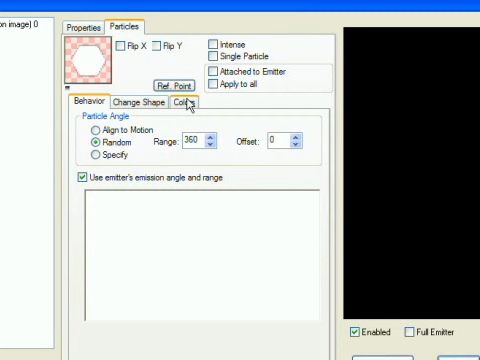 on image) 0
Properties
Particles
Flip X
Flip Y
Intense
Single Particle
Attached to Emitter
Apply to all
Ref. Point
Behavior
Change Shape
Particle Angle
Align to Motion
Random
Range: 360
Offset: 0
Specify
Use emitter's emission angle and range
Enabled
Full Emitter